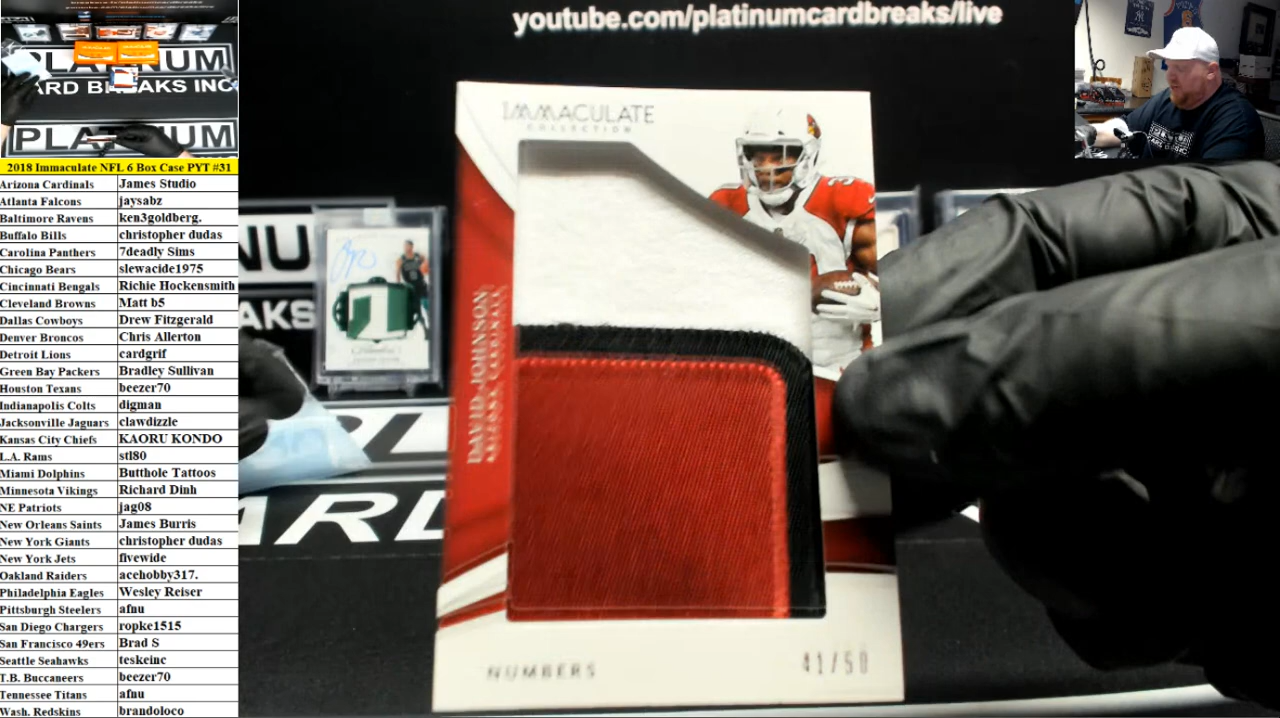 youtube.com/platinumcardbreaks/live
PLATINUM
CARD BREAKS INC
PLATINUM
2018 Immaculate NFL 6 Box Case PYT #31
Arizona Cardinals James Studio
Atlanta Falcons jaysabz
Baltimore Ravens ken3goldberg.
Buffalo Bills christopher dudas
Carolina Panthers 7deadly Sims
Chicago Bears slewacide1975
Cincinnati Bengals Richie Hockensmith
Cleveland Browns Matt b5
Dallas Cowboys Drew Fitzgerald
Denver Broncos Chris Allerton
Detroit Lions cardgrif
Green Bay Packers Bradley Sullivan
Houston Texans beezer70
Indianapolis Colts digman
Jacksonville Jaguars clawdizzle
Kansas City Chiefs KAORU KONDO
L.A. Rams stl80
Miami Dolphins Butthole Tattoos
Minnesota Vikings Richard Dinh
NE Patriots jag08
New Orleans Saints James Burris
New York Giants christopher dudas
New York Jets fivewide
Oakland Raiders acehobby317.
Philadelphia Eagles Wesley Reiser
Pittsburgh Steelers afnu
San Diego Chargers ropke1515
San Francisco 49ers Brad S
Seattle Seahawks teskeinc
T.B. Buccaneers beezer70
Tennessee Titans afnu
Wash. Redskins brandoloco
IMMACULATE
COLLECTION
DAVID JOHNSON
ARIZONA CARDINALS
NUMBERS
41/50
NU
AKS
ARD